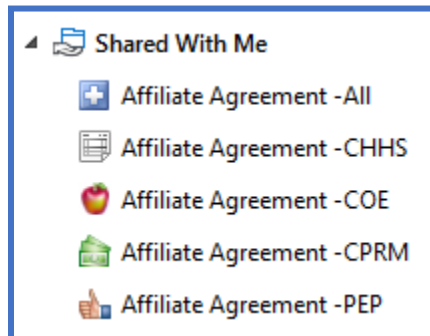 Shared With Me
Affiliate Agreement -All
Affiliate Agreement -CHHS
Affiliate Agreement -COE
Affiliate Agreement -CPRM
Affiliate Agreement -PEP